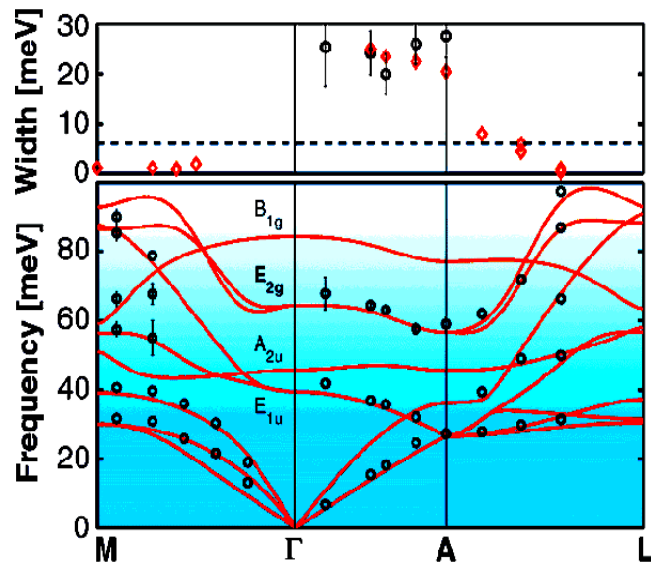 Width [meV]
30
20
10
0
Frequency [meV]
80
60
40
20
0
B1g
E2g
A2u
E1u
M Γ A L